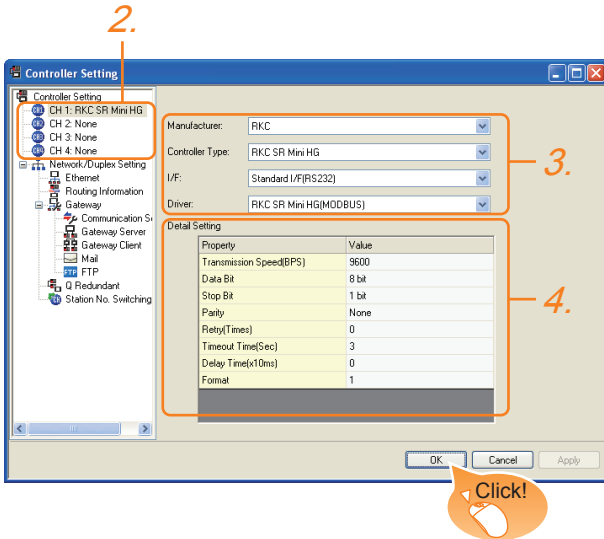 2.
Controller Setting
Controller Setting
CH 1: RKC SR Mini HG
CH 2: None
CH 3: None
CH 4: None
Network/Duplex Setting
Ethernet
Routing Information
Gateway
Communication S
Gateway Server
Gateway Client
Mail
FTP FTP
Q Redundant
Station No. Switching
Manufacturer: RKC
Controller Type: RKC SR Mini HG
I/F: Standard I/F(RS232)
Driver: RKC SR Mini HG(MODBUS)
3.
Detail Setting
Property Value
Transmission Speed(BPS) 9600
Data Bit 8 bit
Stop Bit 1 bit
Parity None
Retry(Times) 0
Timeout Time(Sec) 3
Delay Time(x10ms) 0
Format 1
4.
OK Cancel Apply
Click!